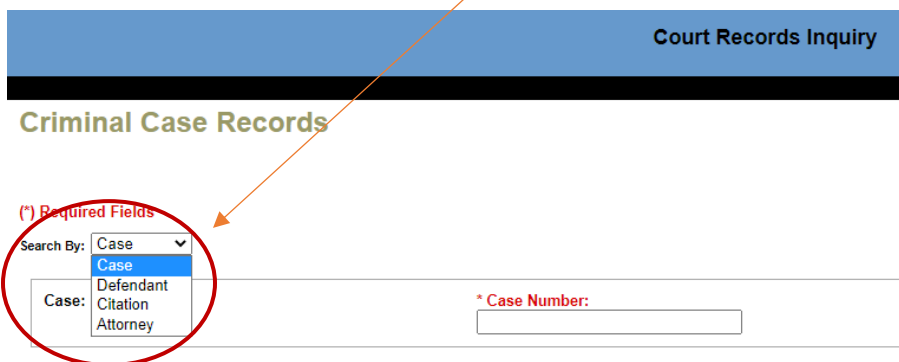 Court Records Inquiry
Criminal Case Records
(*) Required Fields
Search By: Case
Case
Defendant
Citation
Attorney
Case:
* Case Number: